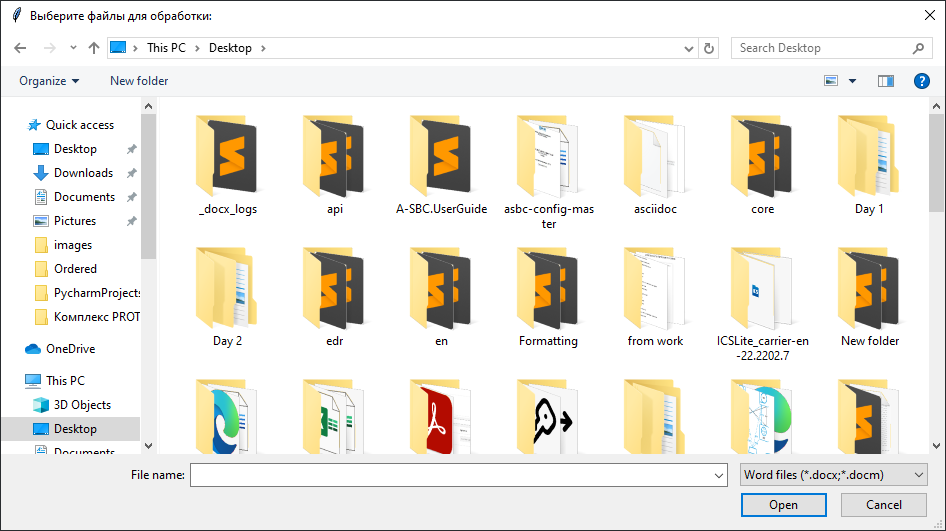 Выберите файлы для обработки:
This PC
Desktop
Search Desktop
Organize
New folder
Quick access
Desktop
Downloads
Documents
Pictures
images
Ordered
PycharmProjects
Комплекс PROT
OneDrive
This PC
3D Objects
Desktop
Documents
_docx_logs
api
A-SBC.UserGuide
asbc-config-mas
ter
asciidoc
core
Day 1
Day 2
edr
en
Formatting
from work
ICSLite_carrier-en
-22.2202.7
New folder
File name:
Word files (*.docx;*.docm)
Open
Cancel